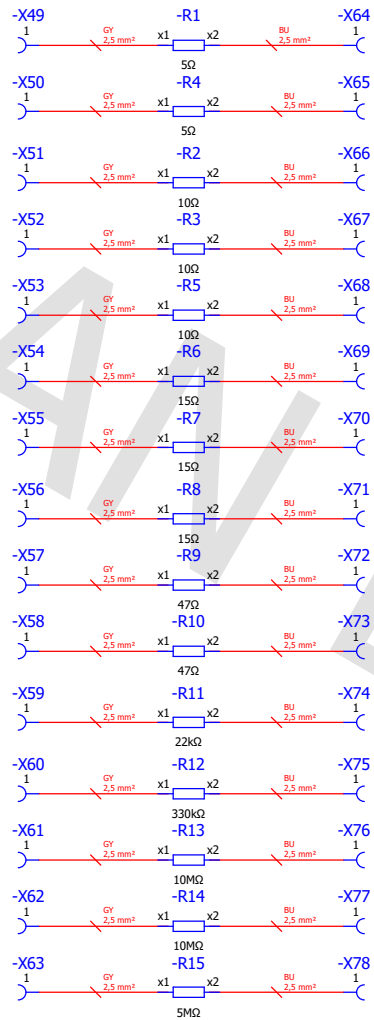 -X49 -R1 -X64
1 GY 2,5 mm² x1 x2 BU 2,5 mm² 1
5Ω
-X50 -R4 -X65
1 GY 2,5 mm² x1 x2 BU 2,5 mm² 1
5Ω
-X51 -R2 -X66
1 GY 2,5 mm² x1 x2 BU 2,5 mm² 1
10Ω
-X52 -R3 -X67
1 GY 2,5 mm² x1 x2 BU 2,5 mm² 1
10Ω
-X53 -R5 -X68
1 GY 2,5 mm² x1 x2 BU 2,5 mm² 1
10Ω
-X54 -R6 -X69
1 GY 2,5 mm² x1 x2 BU 2,5 mm² 1
15Ω
-X55 -R7 -X70
1 GY 2,5 mm² x1 x2 BU 2,5 mm² 1
15Ω
-X56 -R8 -X71
1 GY 2,5 mm² x1 x2 BU 2,5 mm² 1
15Ω
-X57 -R9 -X72
1 GY 2,5 mm² x1 x2 BU 2,5 mm² 1
47Ω
-X58 -R10 -X73
1 GY 2,5 mm² x1 x2 BU 2,5 mm² 1
47Ω
-X59 -R11 -X74
1 GY 2,5 mm² x1 x2 BU 2,5 mm² 1
22kΩ
-X60 -R12 -X75
1 GY 2,5 mm² x1 x2 BU 2,5 mm² 1
330kΩ
-X61 -R13 -X76
1 GY 2,5 mm² x1 x2 BU 2,5 mm² 1
10MΩ
-X62 -R14 -X77
1 GY 2,5 mm² x1 x2 BU 2,5 mm² 1
10MΩ
-X63 -R15 -X78
1 GY 2,5 mm² x1 x2 BU 2,5 mm² 1
5MΩ